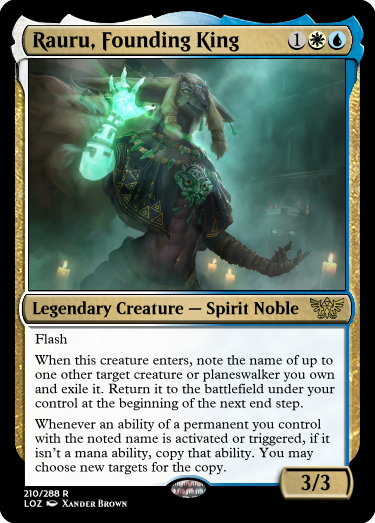 Rauru, Founding King 1
Legendary Creature — Spirit Noble
Flash
When this creature enters, note the name of up to
one other target creature or planeswalker you own
and exile it. Return it to the battlefield under your
control at the beginning of the next end step.
Whenever an ability of a permanent you control
with the noted name is activated or triggered, if it
isn't a mana ability, copy that ability. You may
choose new targets for the copy.
3/3
210/288 R
LOZ Xander Brown